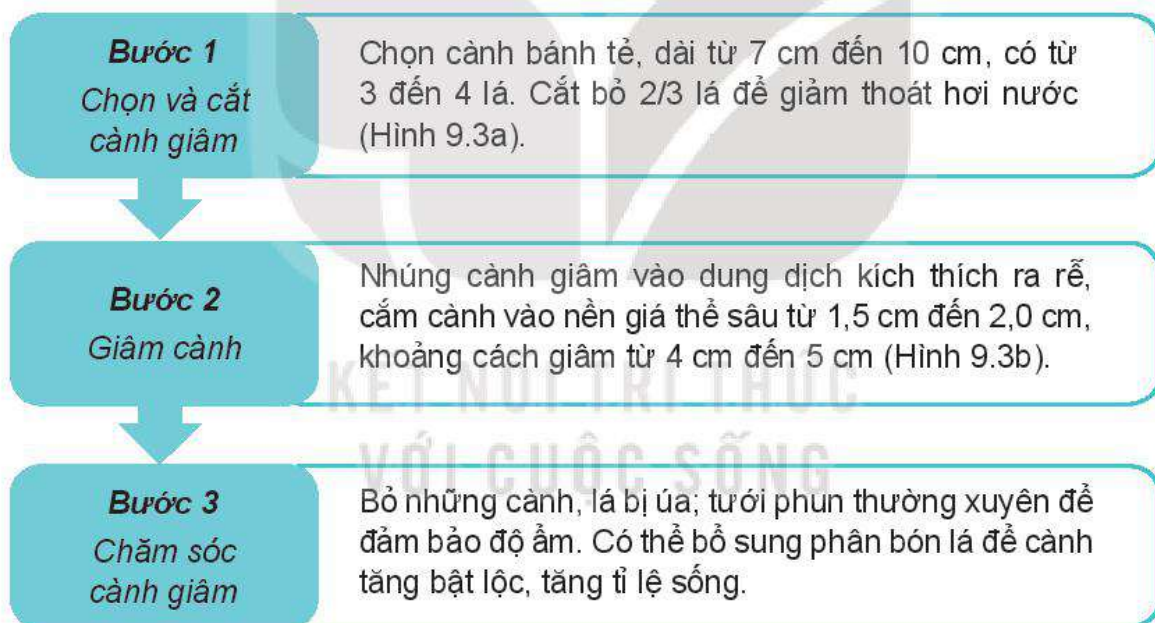 Bước 1
Chọn và cắt
cành giâm
Chọn cành bánh tẻ, dài từ 7 cm đến 10 cm, có từ
3 đến 4 lá. Cắt bỏ 2/3 lá để giảm thoát hơi nước
(Hình 9.3a).
Bước 2
Giâm cành
Nhúng cành giâm vào dung dịch kích thích ra rễ,
cắm cành vào nền giá thể sâu từ 1,5 cm đến 2,0 cm,
khoảng cách giâm từ 4 cm đến 5 cm (Hình 9.3b).
KẾT NỐI TRI THỨC
VỚI CUỘC SỐNG
Bước 3
Chăm sóc
cành giâm
Bỏ những cành, lá bị úa; tưới phun thường xuyên để
đảm bảo độ ẩm. Có thể bổ sung phân bón lá để cành
tăng bật lộc, tăng tỉ lệ sống.